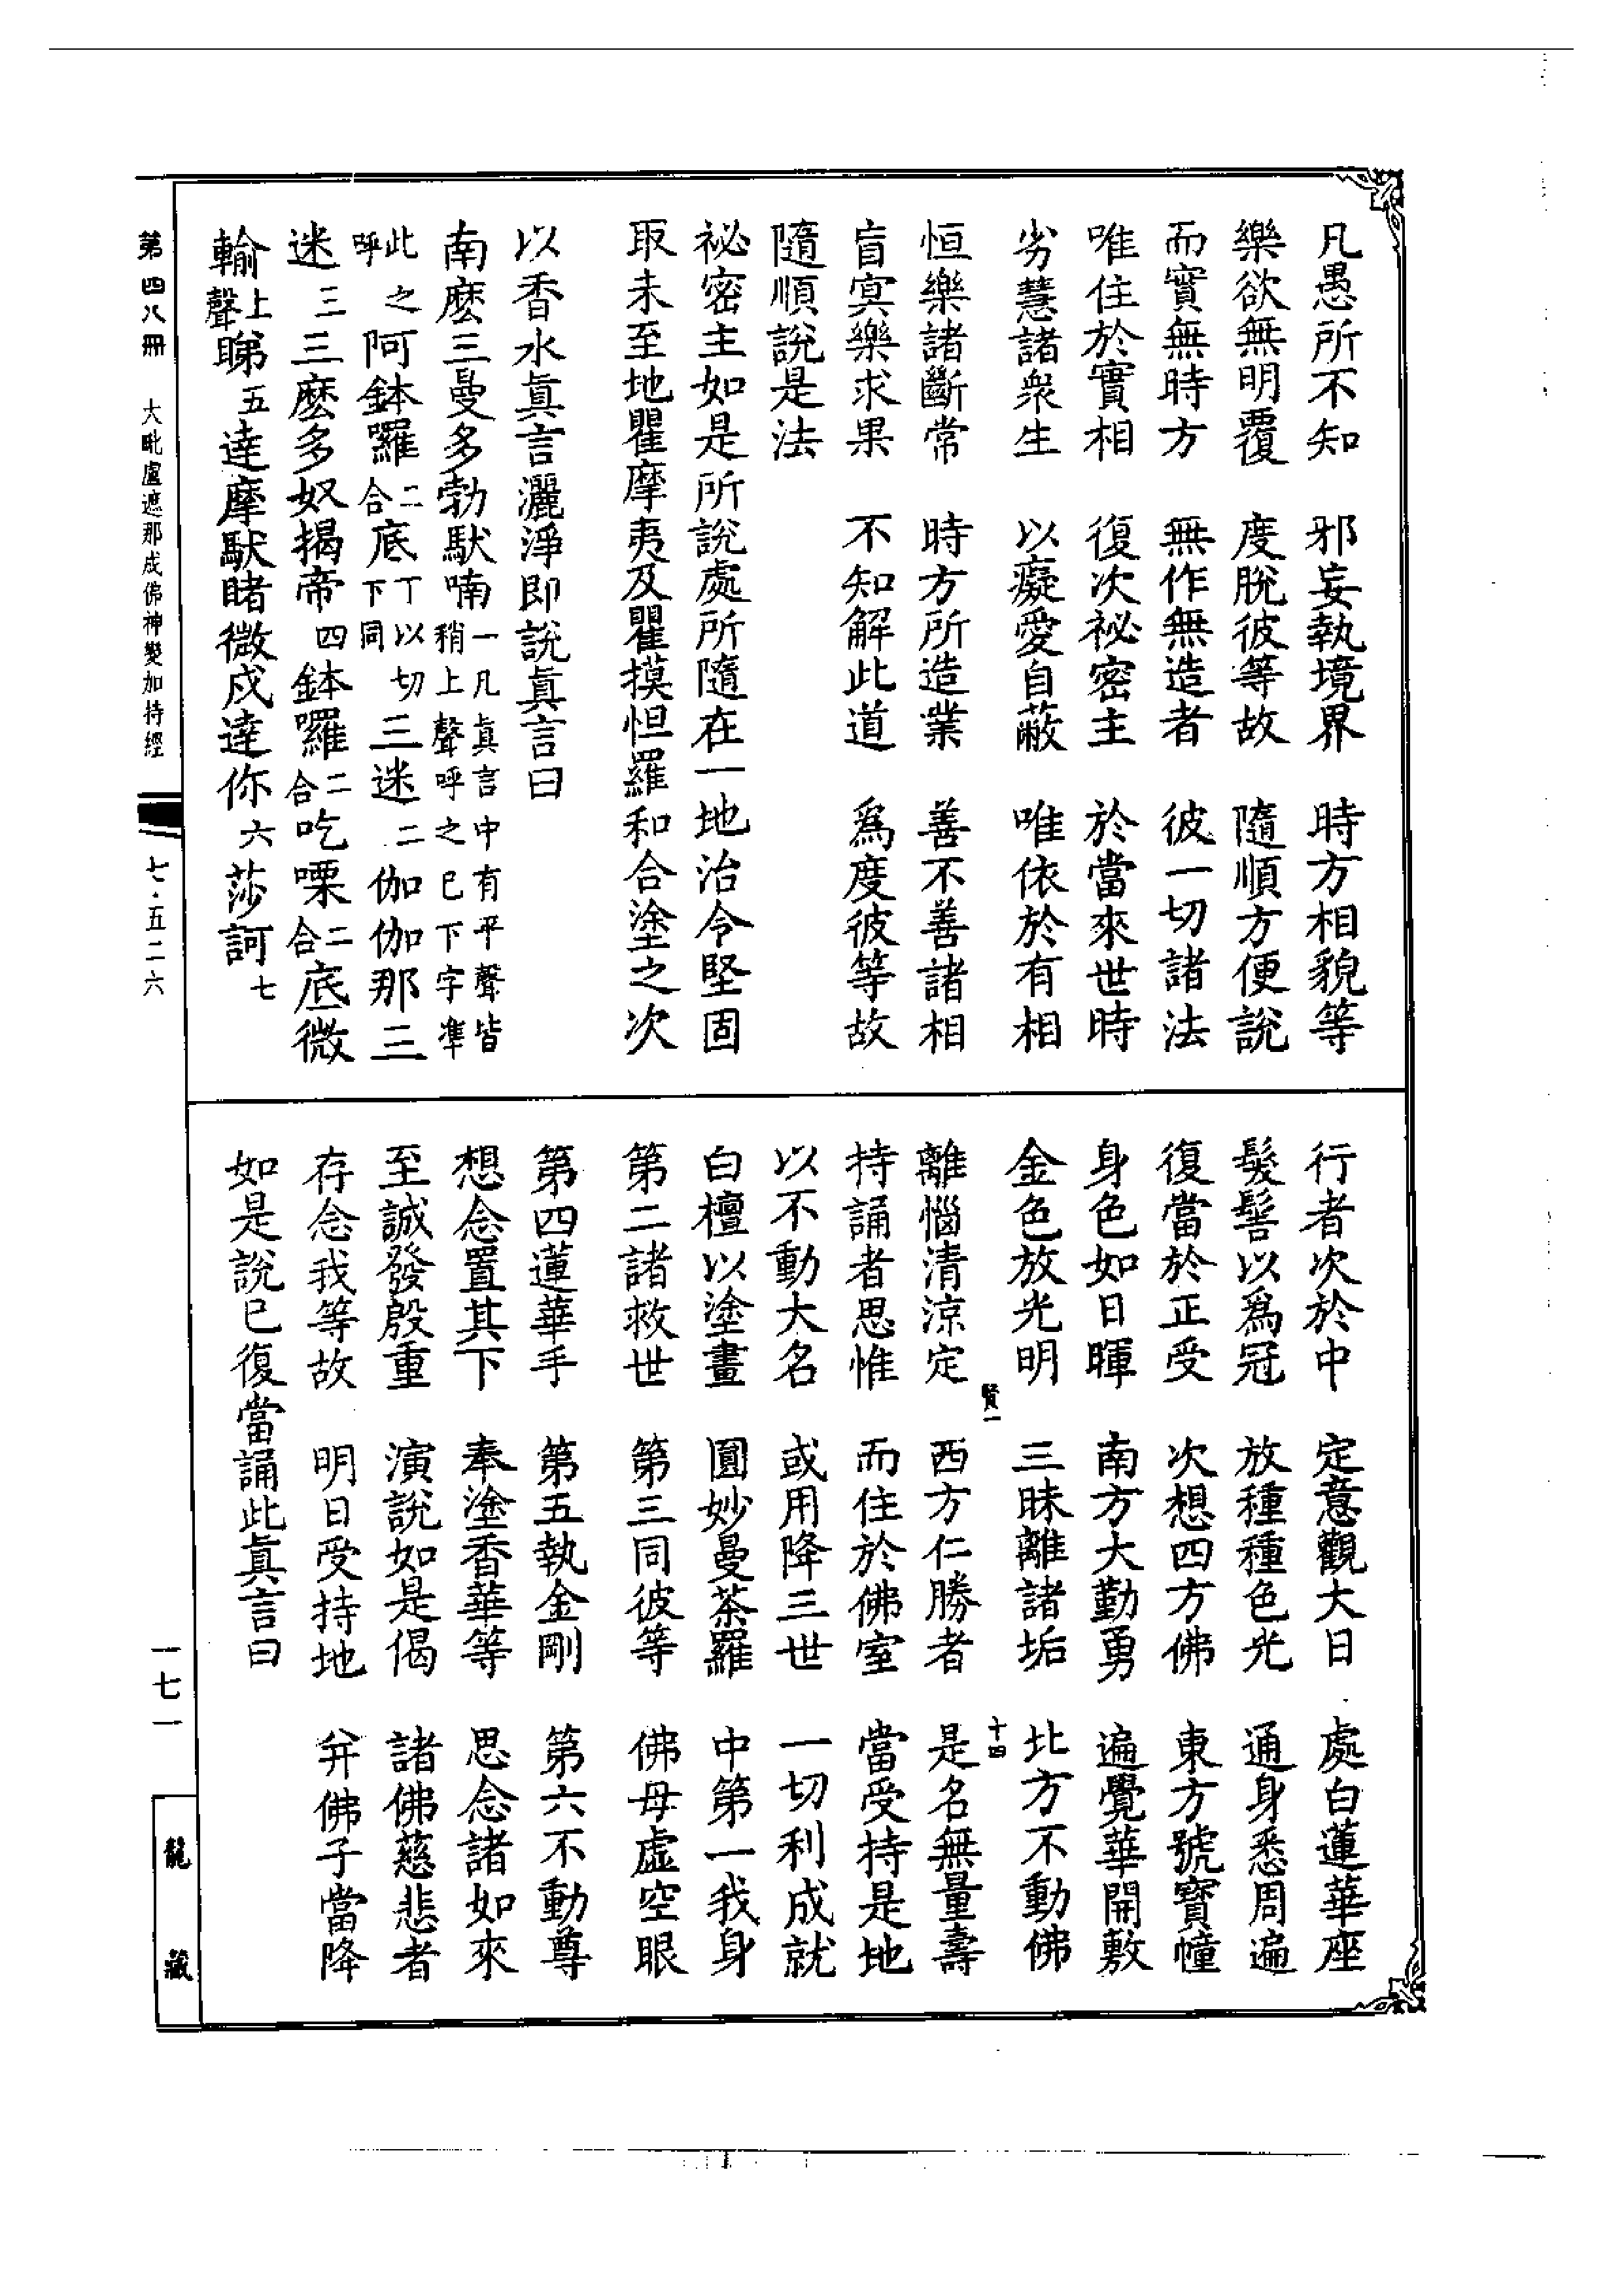 凡愚所不知　邪妄執境界　時方相貌等
樂欲無明覆　度脫彼等故　隨順方便說
而實無時方　無作無造者　彼一切諸法
唯住於實相　復次祕密主　於當來世時
劣慧諸衆生　以癡愛自蔽　唯依於有相
恒樂諸斷常　時方所造業　善不善諸相
盲冥樂求果　不知解此道　為度彼等故
隨順說是法
祕密主如是所說處所隨在一地治令堅固
取未至地瞿摩夷及瞿摸怛羅和合塗之次
以香水眞言灑淨即說眞言曰
南麽三曼多勃馱喃一凡眞言中有平聲皆稍上聲呼之已下字準
此之呼阿鉢囉二合底丁以切下同三迷二伽伽那三
迷三三麽多奴揭帝四鉢囉二合吃㗚二合底微
輸上聲睇五達摩馱睹微戍達你六莎訶七
行者次於中　定意觀大日　處白蓮華座
髮髻以為冠　放種種色光　通身悉周遍
復當於正受　次想四方佛　東方號寶幢
身色如日暉　南方大勤勇　遍覺華開敷
金色放光明　三昧離諸垢　北方不動佛
賢一　十四
離惱清涼定　西方仁勝者　是名無量壽
持誦者思惟　而住於佛室　當受持是地
以不動大名　或用降三世　一切利成就
白檀以塗畫　圓妙曼荼羅　中第一我身
第二諸救世　第三同彼等　佛母虛空眼
第四蓮華手　第五執金剛　第六不動尊
想念置其下　奉塗香華等　思念諸如來
至誠發殷重　演說如是偈　諸佛慈悲者
存念我等故　明日受持地　并佛子當降
如是說已復當誦此眞言曰
第四八冊　大毗盧遮那成佛神變加持經　七·五二六　一七一　龍藏